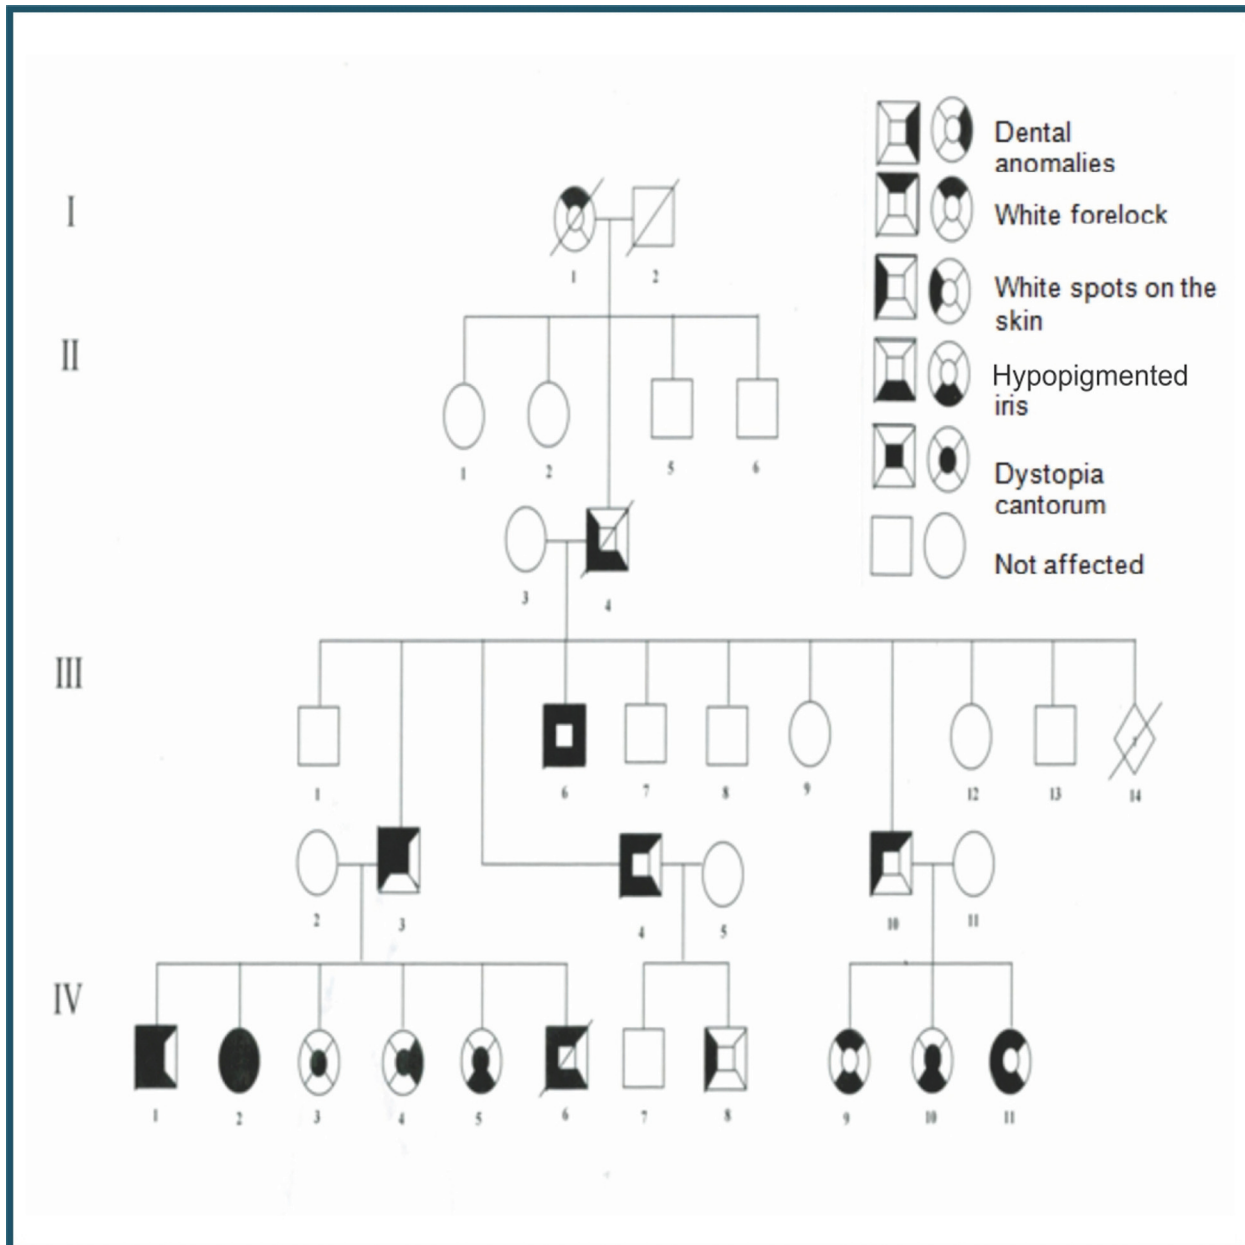 Dental
anomalies
White forelock
White spots on the
skin
Hypopigmented
iris
Dystopia
cantorum
Not affected
I
1 2
II
1 2 5 6
3 4
III
1 6 7 8 9 12 13 14
2 3 4 5 10 11
IV
1 2 3 4 5 6 7 8 9 10 11